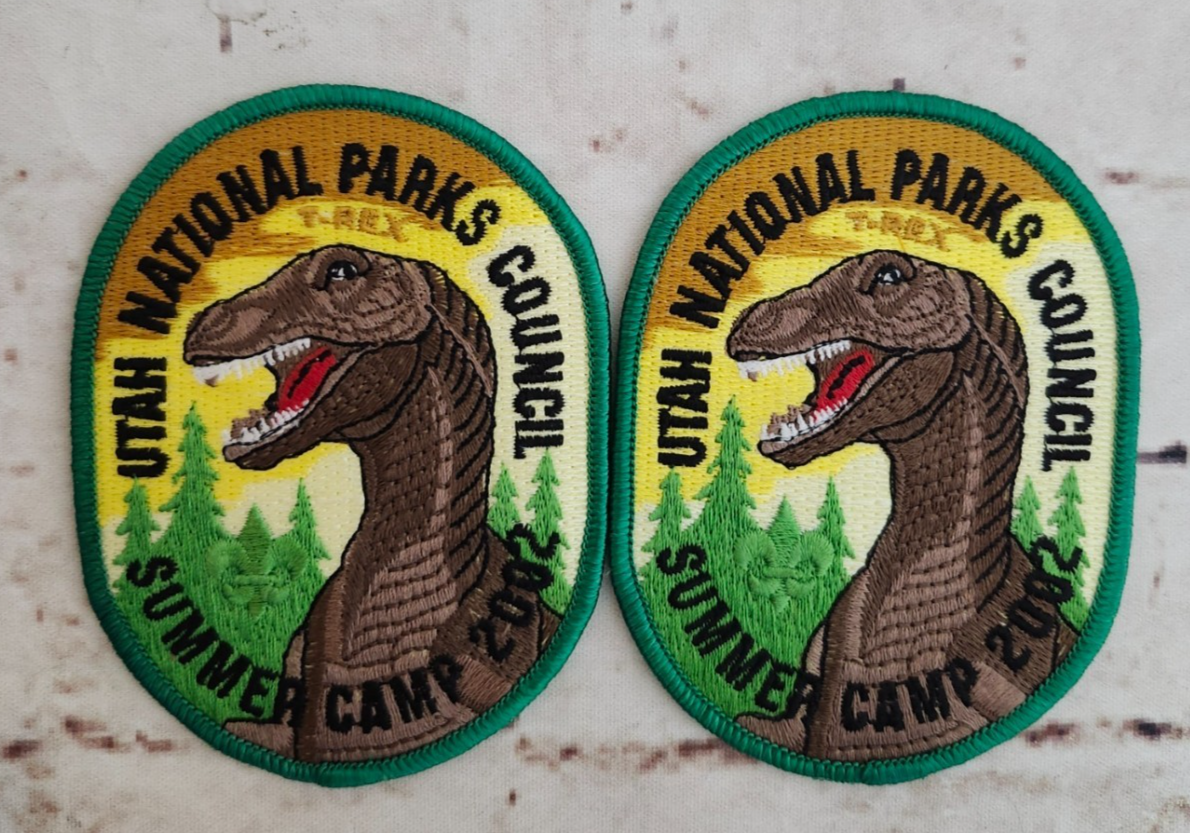 UTAH NATIONAL PARKS COUNCIL
T-REX
SUMMER CAMP 2002
UTAH NATIONAL PARKS COUNCIL
T-REX
SUMMER CAMP 2002